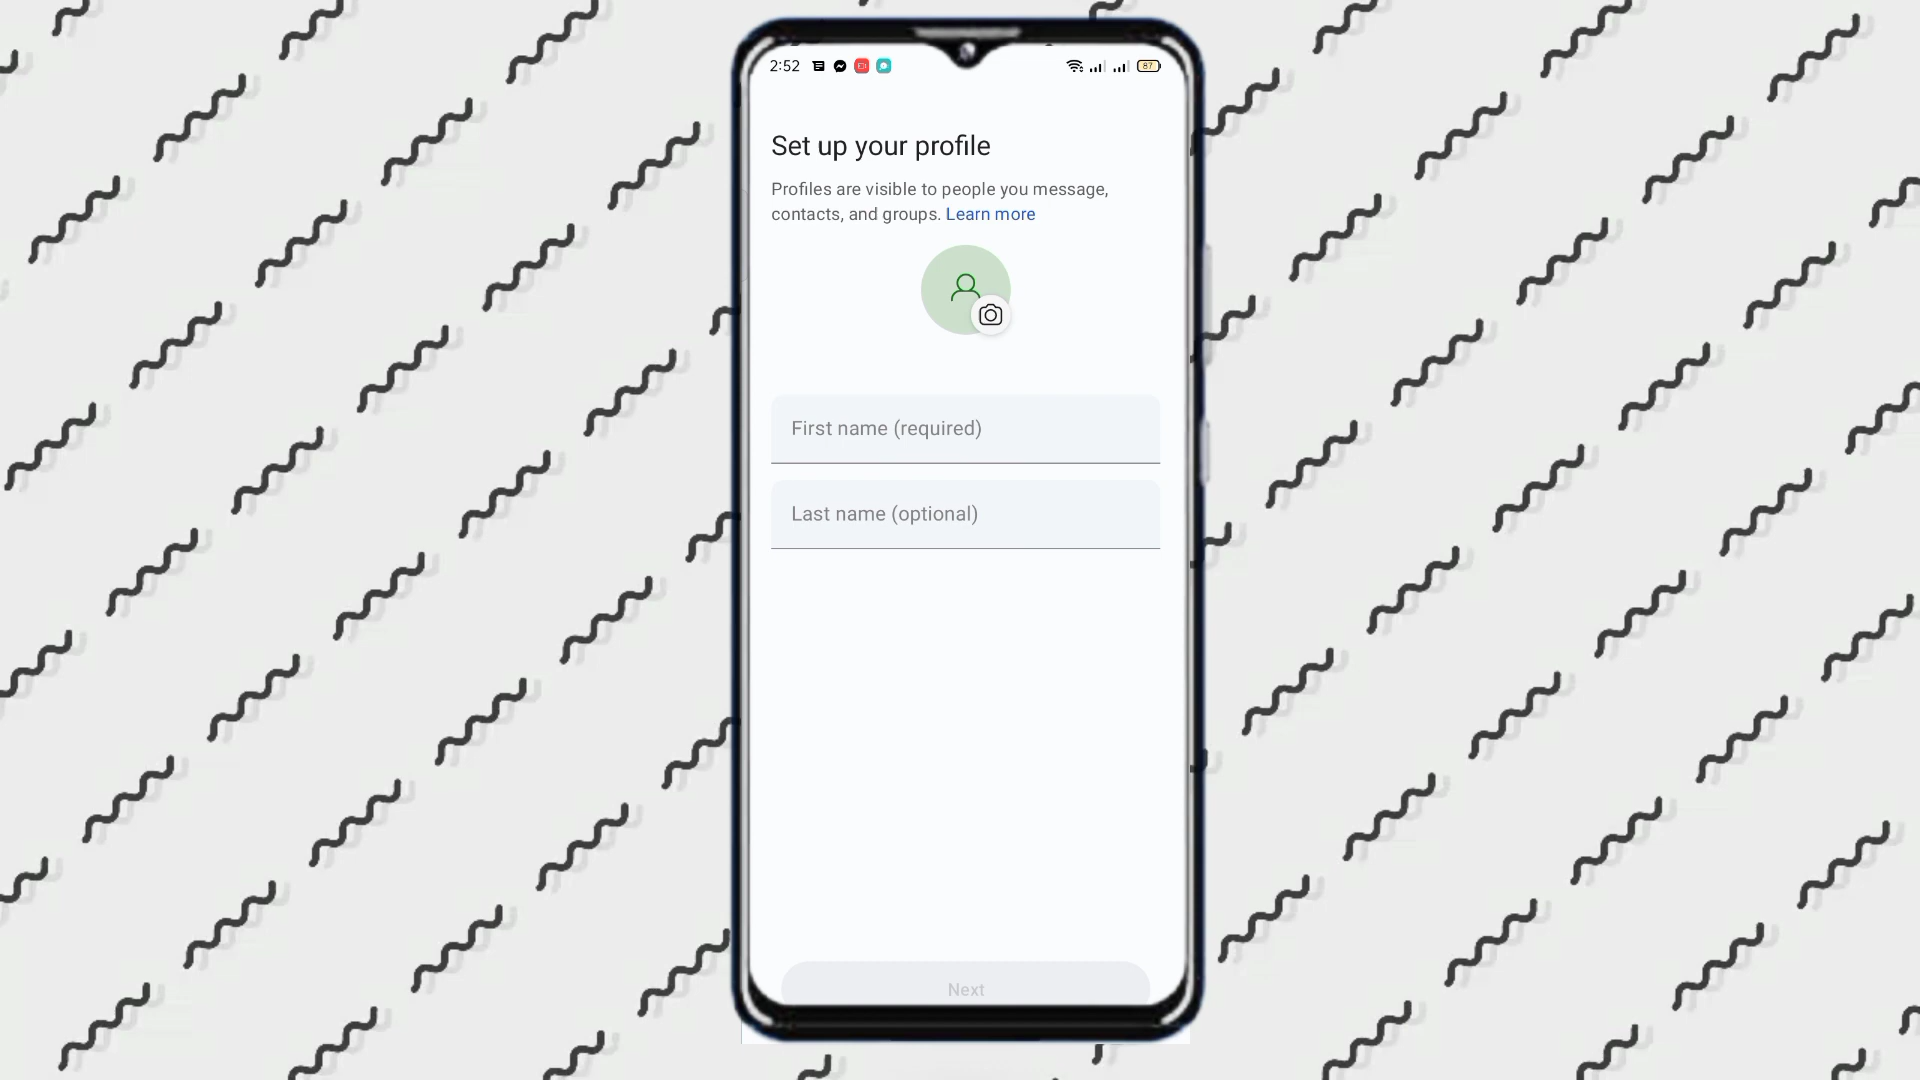 2:52
87
Set up your profile
Profiles are visible to people you message,
contacts, and groups. Learn more
First name (required)
Last name (optional)
Next